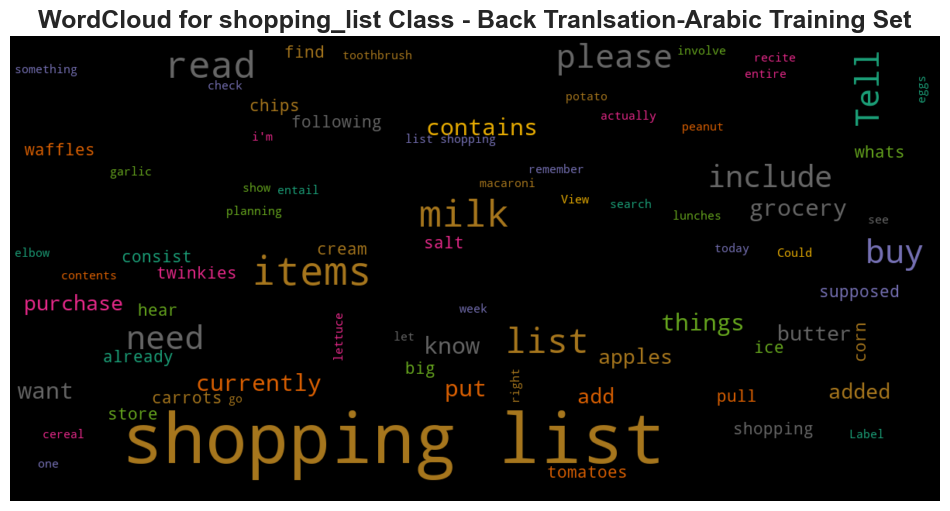 WordCloud for shopping_list Class - Back Tranlsation-Arabic Training Set
something
read
check
find
toothbrush
please
involve
recite
entire
Tell
eggs
chips
following
i'm
contains
list shopping
potato
actually
peanut
waffles
garlic
whats
show
entail
planning
macaroni
remember
View
search
include
lunches
grocery
see
milk
salt
elbow
contents
consist
twinkies
cream
items
today
Could
buy
purchase
hear
need
already
lettuce
week
let
know
big
list
things
apples
supposed
butter
ice
corn
want
currently
carrots
go
store
put
right
add
pull
added
cereal
one
shopping list
tomatoes
shopping
Label